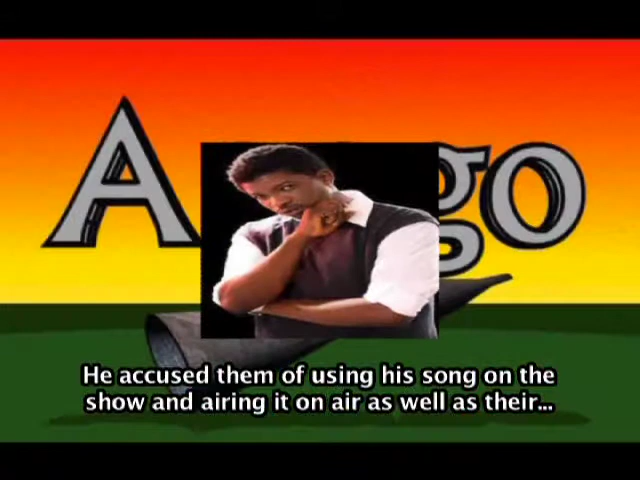 A go
He accused them of using his song on the
show and airing it on air as well as their...